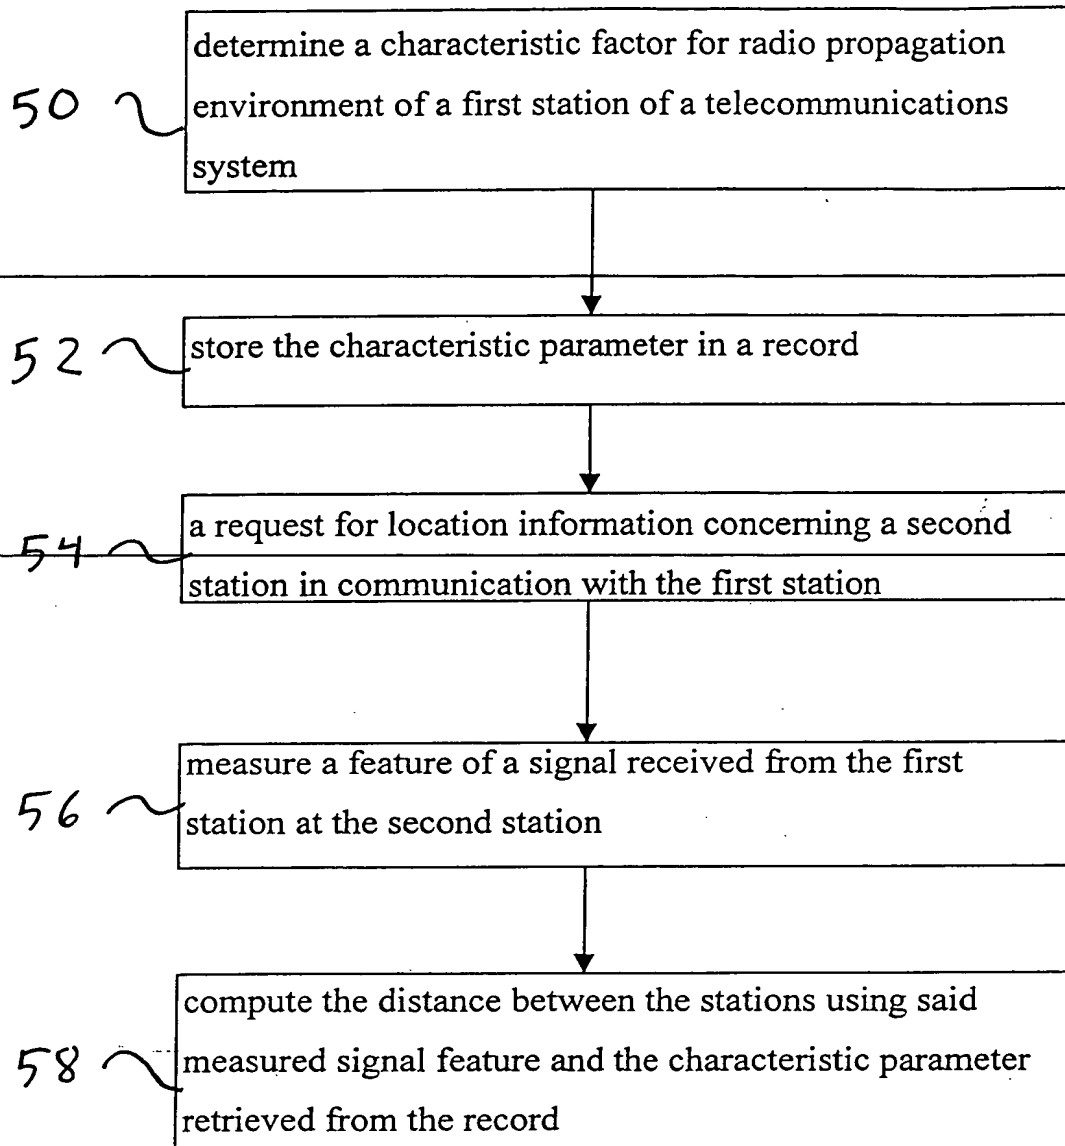 50
determine a characteristic factor for radio propagation
environment of a first station of a telecommunications
system
52
store the characteristic parameter in a record
54
a request for location information concerning a second
station in communication with the first station
56
measure a feature of a signal received from the first
station at the second station
58
compute the distance between the stations using said
measured signal feature and the characteristic parameter
retrieved from the record